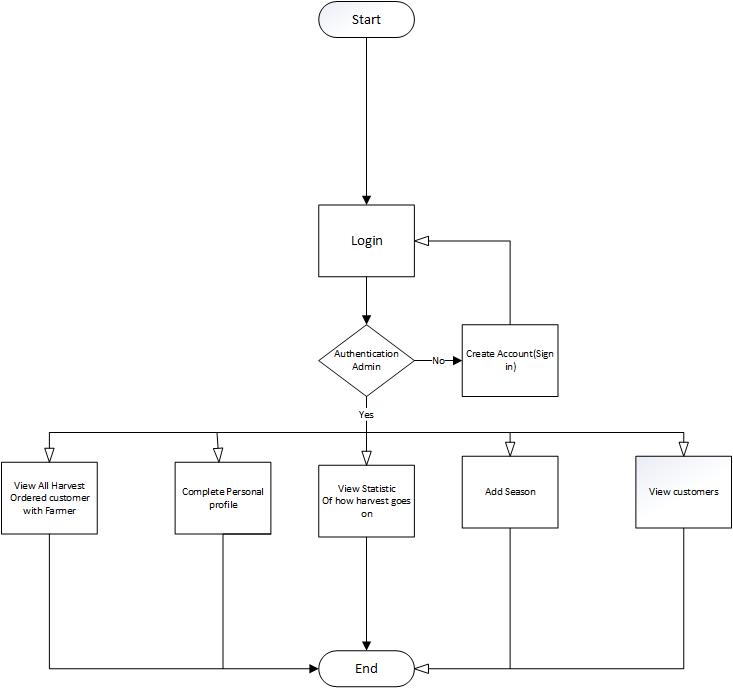 Start
Login
Authentication
Admin
No
Create Account(Sign
in)
Yes
View All Harvest
Ordered customer
with Farmer
Complete Personal
profile
View Statistic
Of how harvest goes
on
Add Season
View customers
End